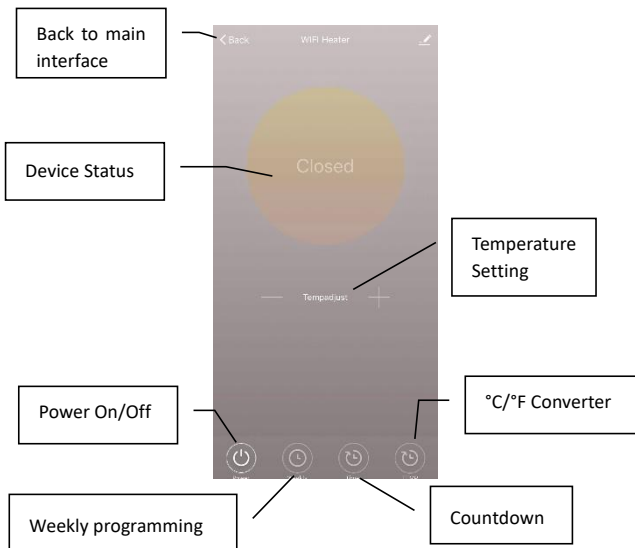 Back to main
interface
Back
WIFI Heater
Device Status
Closed
Temperature
Setting
Tempadjust
Power On/Off
°C/°F Converter
Weekly programming
Countdown